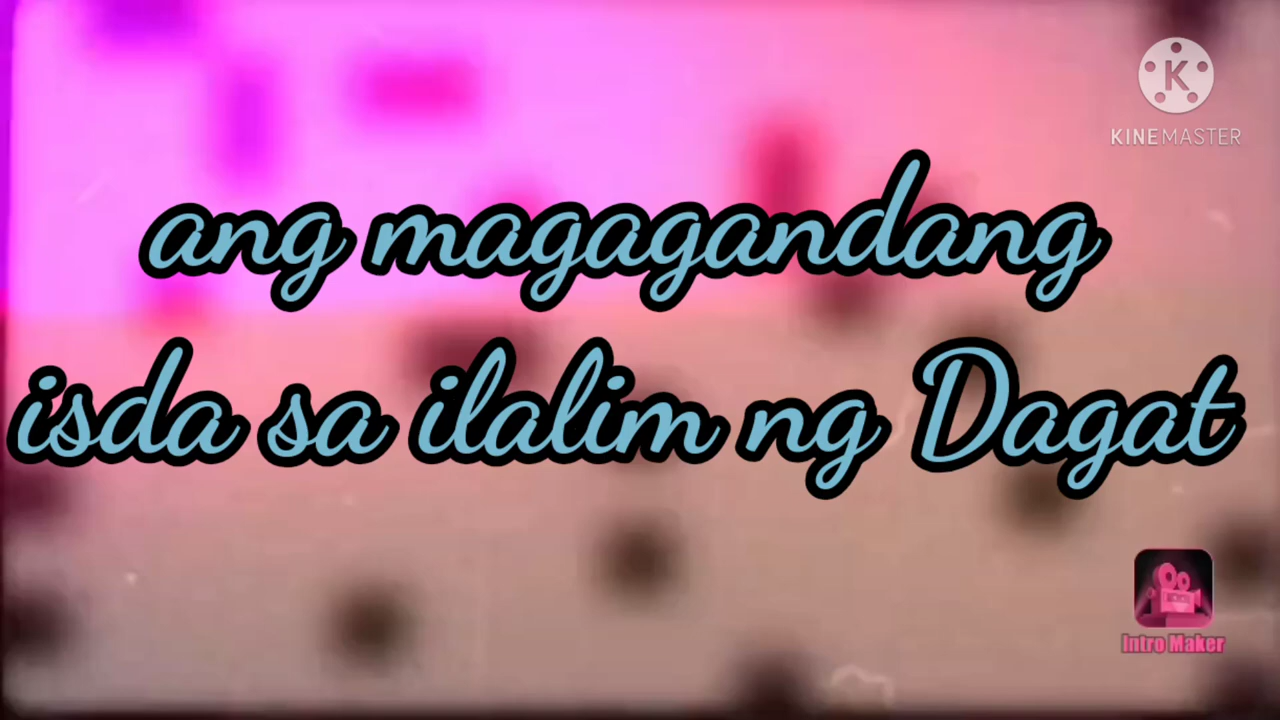 K
KINEMASTER
ang magagandang
isda sa ilalim ng Dagat
Intro Maker